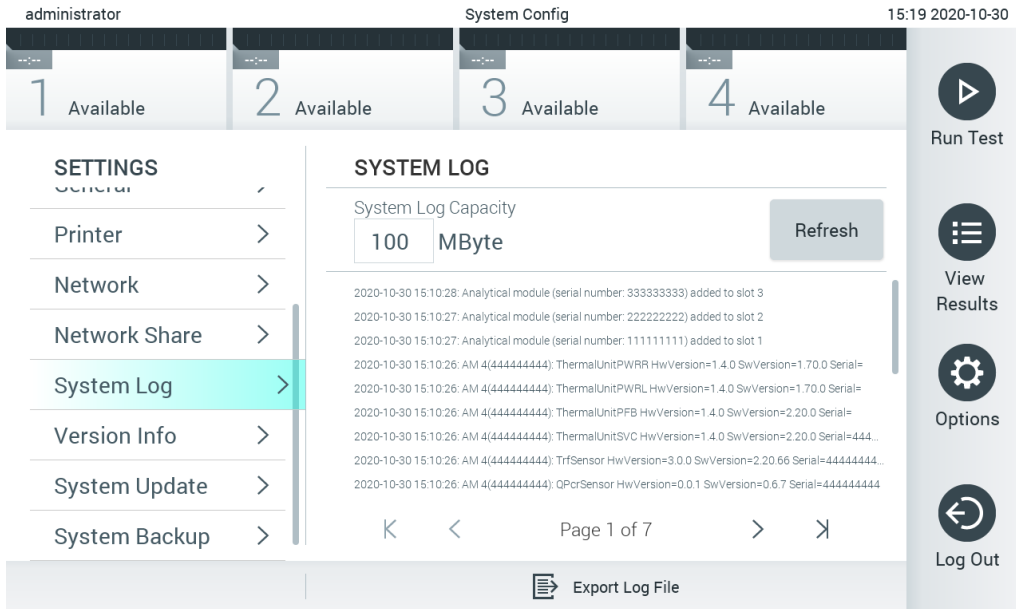 administrator System Config 15:19 2020-10-30
--:-- --:-- --:-- --:--
1 Available 2 Available 3 Available 4 Available
Run Test
View Results
Options
Log Out
SETTINGS
General
Printer
Network
Network Share
System Log
Version Info
System Update
System Backup
SYSTEM LOG
System Log Capacity
100 MByte
Refresh
2020-10-30 15:10:28: Analytical module (serial number: 333333333) added to slot 3
2020-10-30 15:10:27: Analytical module (serial number: 222222222) added to slot 2
2020-10-30 15:10:27: Analytical module (serial number: 111111111) added to slot 1
2020-10-30 15:10:26: AM 4(444444444): ThermalUnitPWRR HwVersion=1.4.0 SwVersion=1.70.0 Serial=
2020-10-30 15:10:26: AM 4(444444444): ThermalUnitPWRL HwVersion=1.4.0 SwVersion=1.70.0 Serial=
2020-10-30 15:10:26: AM 4(444444444): ThermalUnitPFB HwVersion=1.4.0 SwVersion=2.20.0 Serial=
2020-10-30 15:10:26: AM 4(444444444): ThermalUnitSVC HwVersion=1.4.0 SwVersion=2.20.0 Serial=444...
2020-10-30 15:10:26: AM 4(444444444): TrfSensor HwVersion=3.0.0 SwVersion=2.20.66 Serial=44444444...
2020-10-30 15:10:26: AM 4(444444444): QPcrSensor HwVersion=0.0.1 SwVersion=0.6.7 Serial=444444444
Page 1 of 7
Export Log File